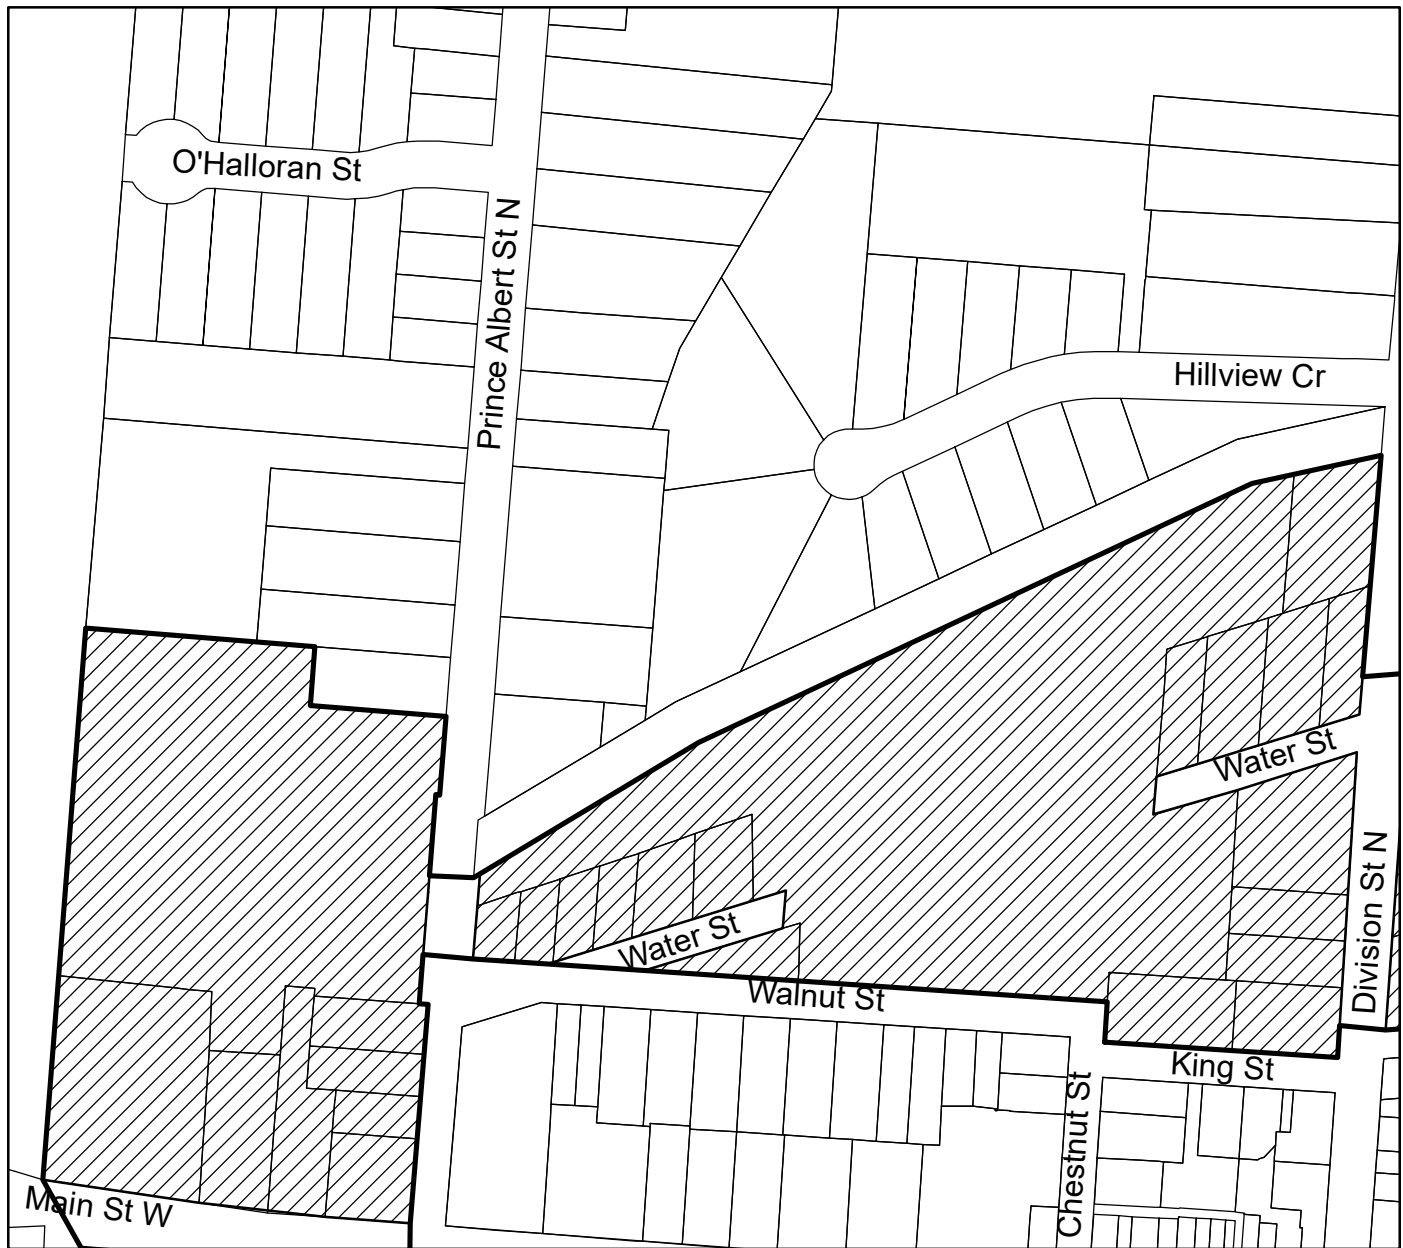 O'Halloran St
Prince Albert St N
Hillview Cr
Water St
Water St
Division St N
Walnut St
King St
Chestnut St
Main St W